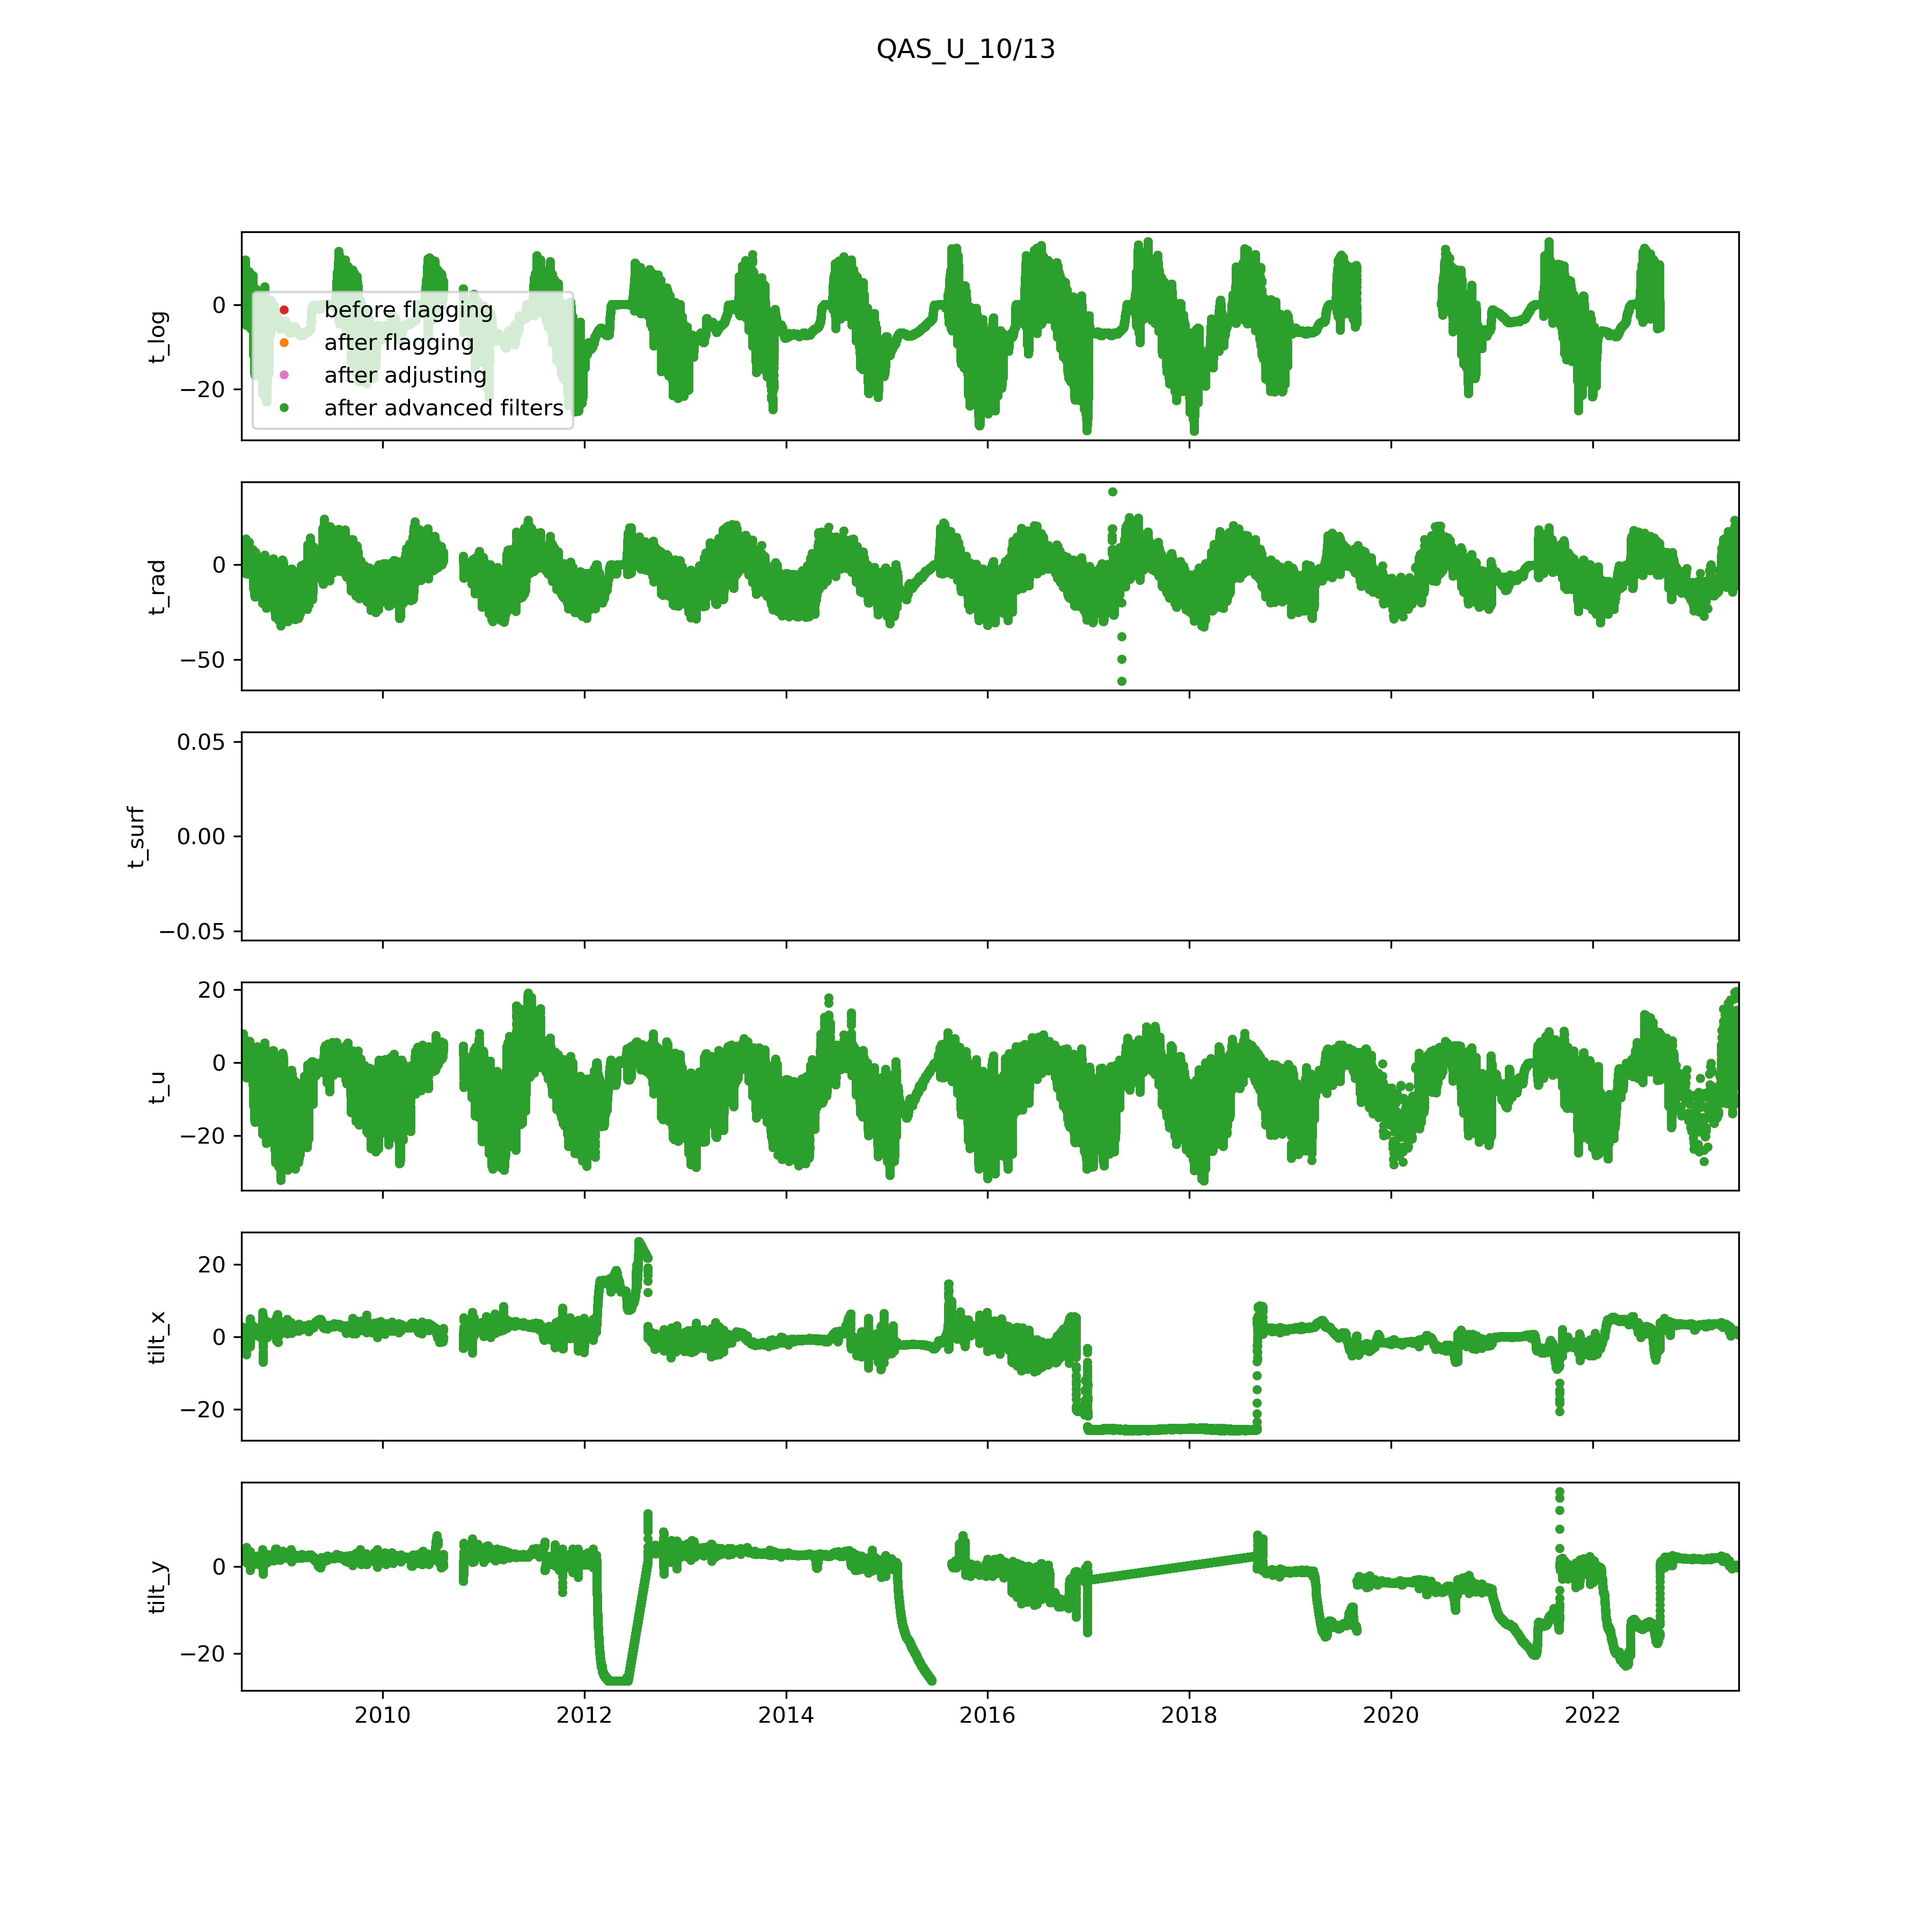 QAS_U_10/13
t_log
0
−20
before flagging
after flagging
after adjusting
after advanced filters
t_rad
0
−50
t_surf
0.05
0.00
−0.05
t_u
20
0
−20
tilt_x
20
0
−20
tilt_y
0
−20
2010 2012 2014 2016 2018 2020 2022